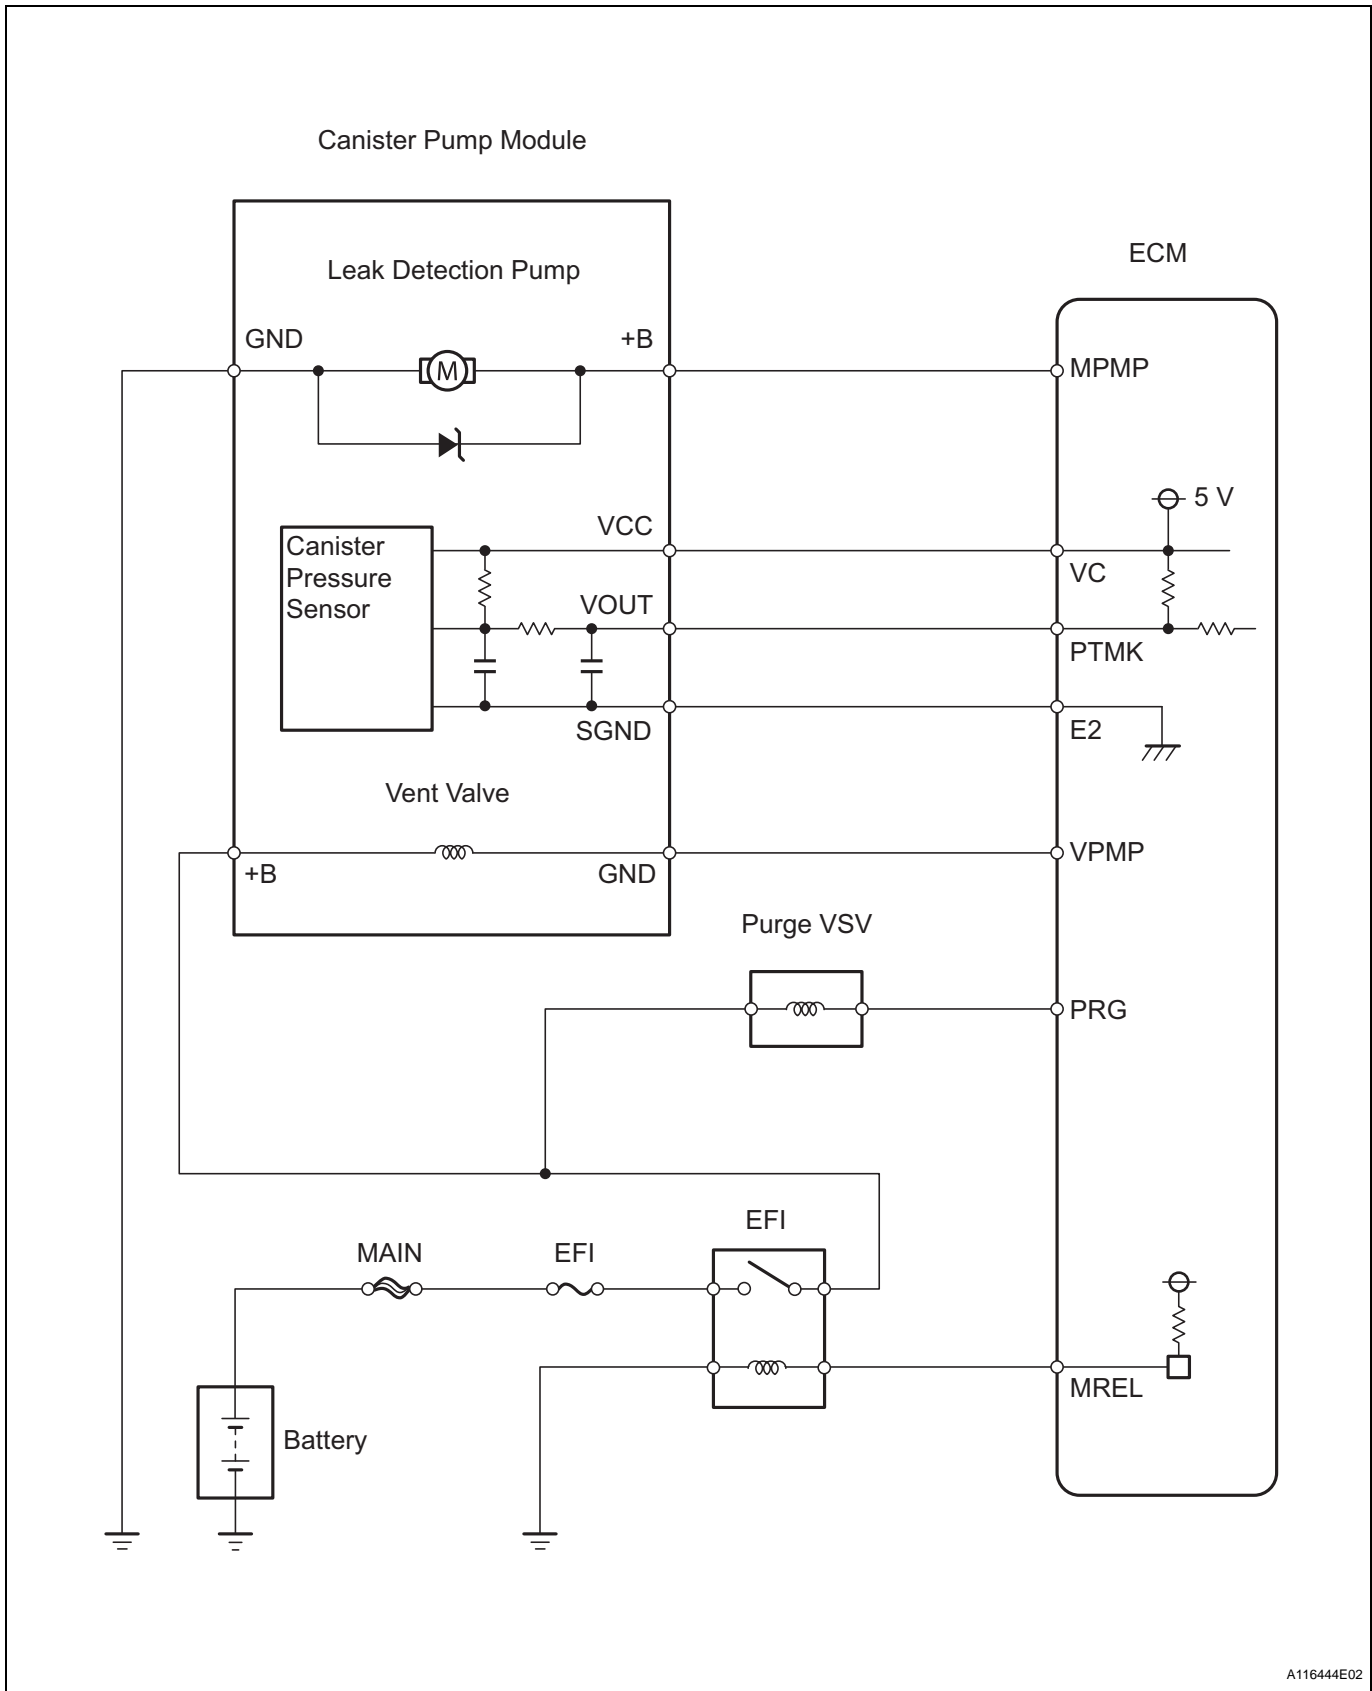 Canister Pump Module
ECM
Leak Detection Pump
GND
+B
M
MPMP
5 V
Canister
Pressure
Sensor
VCC
VC
VOUT
PTMK
SGND
E2
Vent Valve
+B
GND
VPMP
Purge VSV
PRG
MAIN
EFI
EFI
MREL
Battery
A116444E02